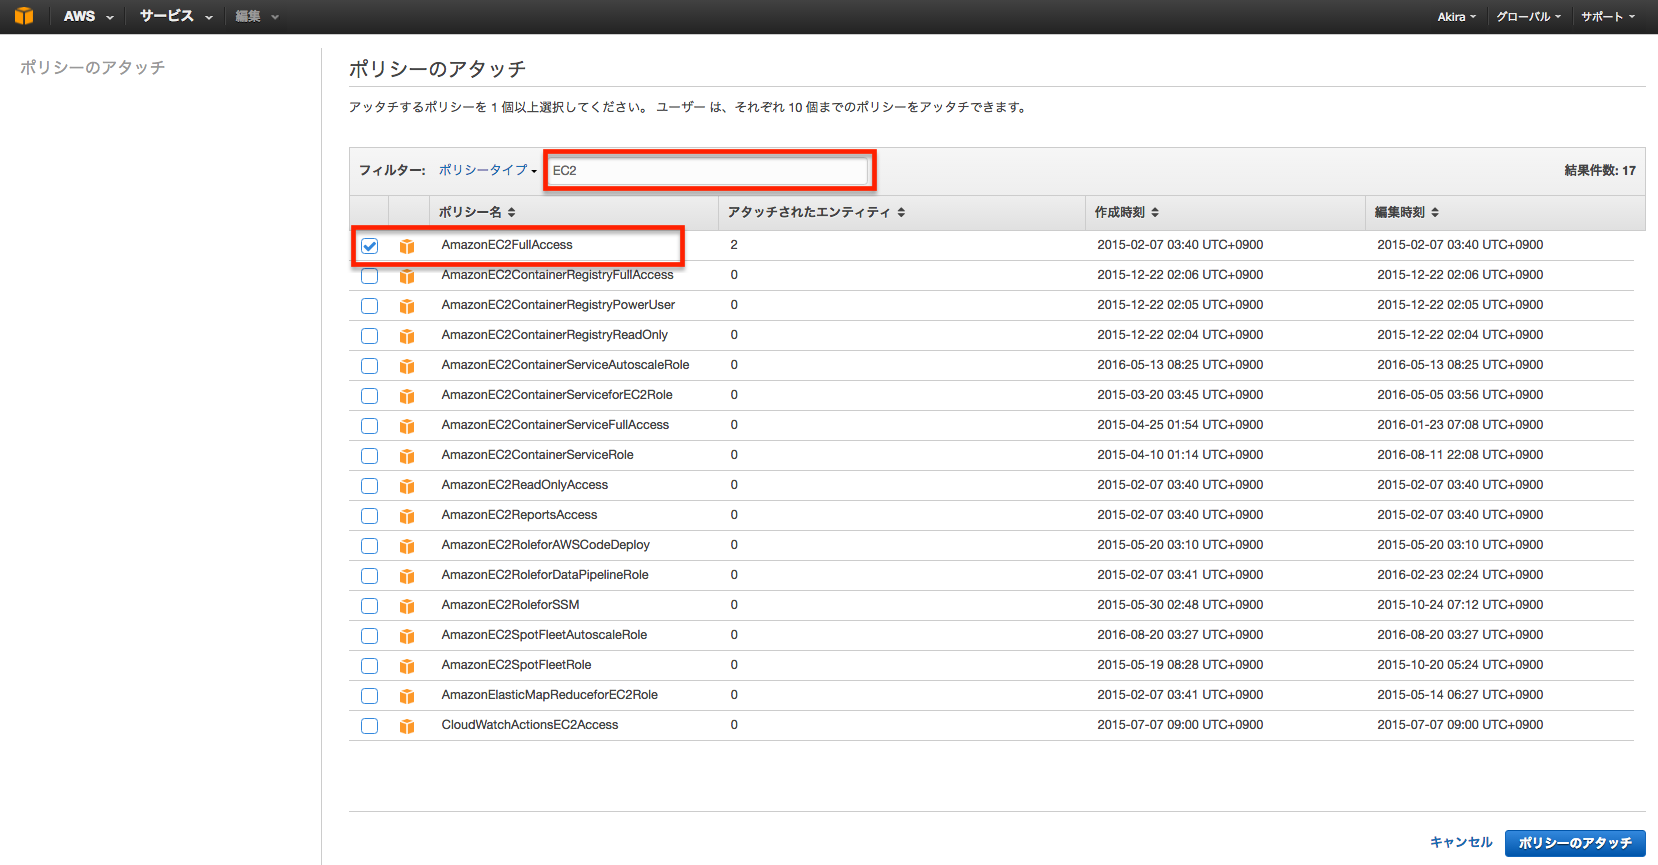 AWS サービス 編集 Akira グローバル サポート
ポリシーのアタッチ
ポリシーのアタッチ
アッタチするポリシーを 1 個以上選択してください。 ユーザー は、それぞれ 10 個までのポリシーをアッタチできます。
フィルター: ポリシータイプ EC2 結果件数: 17
ポリシー名 アタッチされたエンティティ 作成時刻 編集時刻
AmazonEC2FullAccess 2 2015-02-07 03:40 UTC+0900 2015-02-07 03:40 UTC+0900
AmazonEC2ContainerRegistryFullAccess 0 2015-12-22 02:06 UTC+0900 2015-12-22 02:06 UTC+0900
AmazonEC2ContainerRegistryPowerUser 0 2015-12-22 02:05 UTC+0900 2015-12-22 02:05 UTC+0900
AmazonEC2ContainerRegistryReadOnly 0 2015-12-22 02:04 UTC+0900 2015-12-22 02:04 UTC+0900
AmazonEC2ContainerServiceAutoscaleRole 0 2016-05-13 08:25 UTC+0900 2016-05-13 08:25 UTC+0900
AmazonEC2ContainerServiceforEC2Role 0 2015-03-20 03:45 UTC+0900 2016-05-05 03:56 UTC+0900
AmazonEC2ContainerServiceFullAccess 0 2015-04-25 01:54 UTC+0900 2016-01-23 07:08 UTC+0900
AmazonEC2ContainerServiceRole 0 2015-04-10 01:14 UTC+0900 2016-08-11 22:08 UTC+0900
AmazonEC2ReadOnlyAccess 0 2015-02-07 03:40 UTC+0900 2015-02-07 03:40 UTC+0900
AmazonEC2ReportsAccess 0 2015-02-07 03:40 UTC+0900 2015-02-07 03:40 UTC+0900
AmazonEC2RoleforAWSCodeDeploy 0 2015-05-20 03:10 UTC+0900 2015-05-20 03:10 UTC+0900
AmazonEC2RoleforDataPipelineRole 0 2015-02-07 03:41 UTC+0900 2016-02-23 02:24 UTC+0900
AmazonEC2RoleforSSM 0 2015-05-30 02:48 UTC+0900 2015-10-24 07:12 UTC+0900
AmazonEC2SpotFleetAutoscaleRole 0 2016-08-20 03:27 UTC+0900 2016-08-20 03:27 UTC+0900
AmazonEC2SpotFleetRole 0 2015-05-19 08:28 UTC+0900 2015-10-20 05:24 UTC+0900
AmazonElasticMapReduceforEC2Role 0 2015-02-07 03:41 UTC+0900 2015-05-14 06:27 UTC+0900
CloudWatchActionsEC2Access 0 2015-07-07 09:00 UTC+0900 2015-07-07 09:00 UTC+0900
キャンセル ポリシーのアタッチ